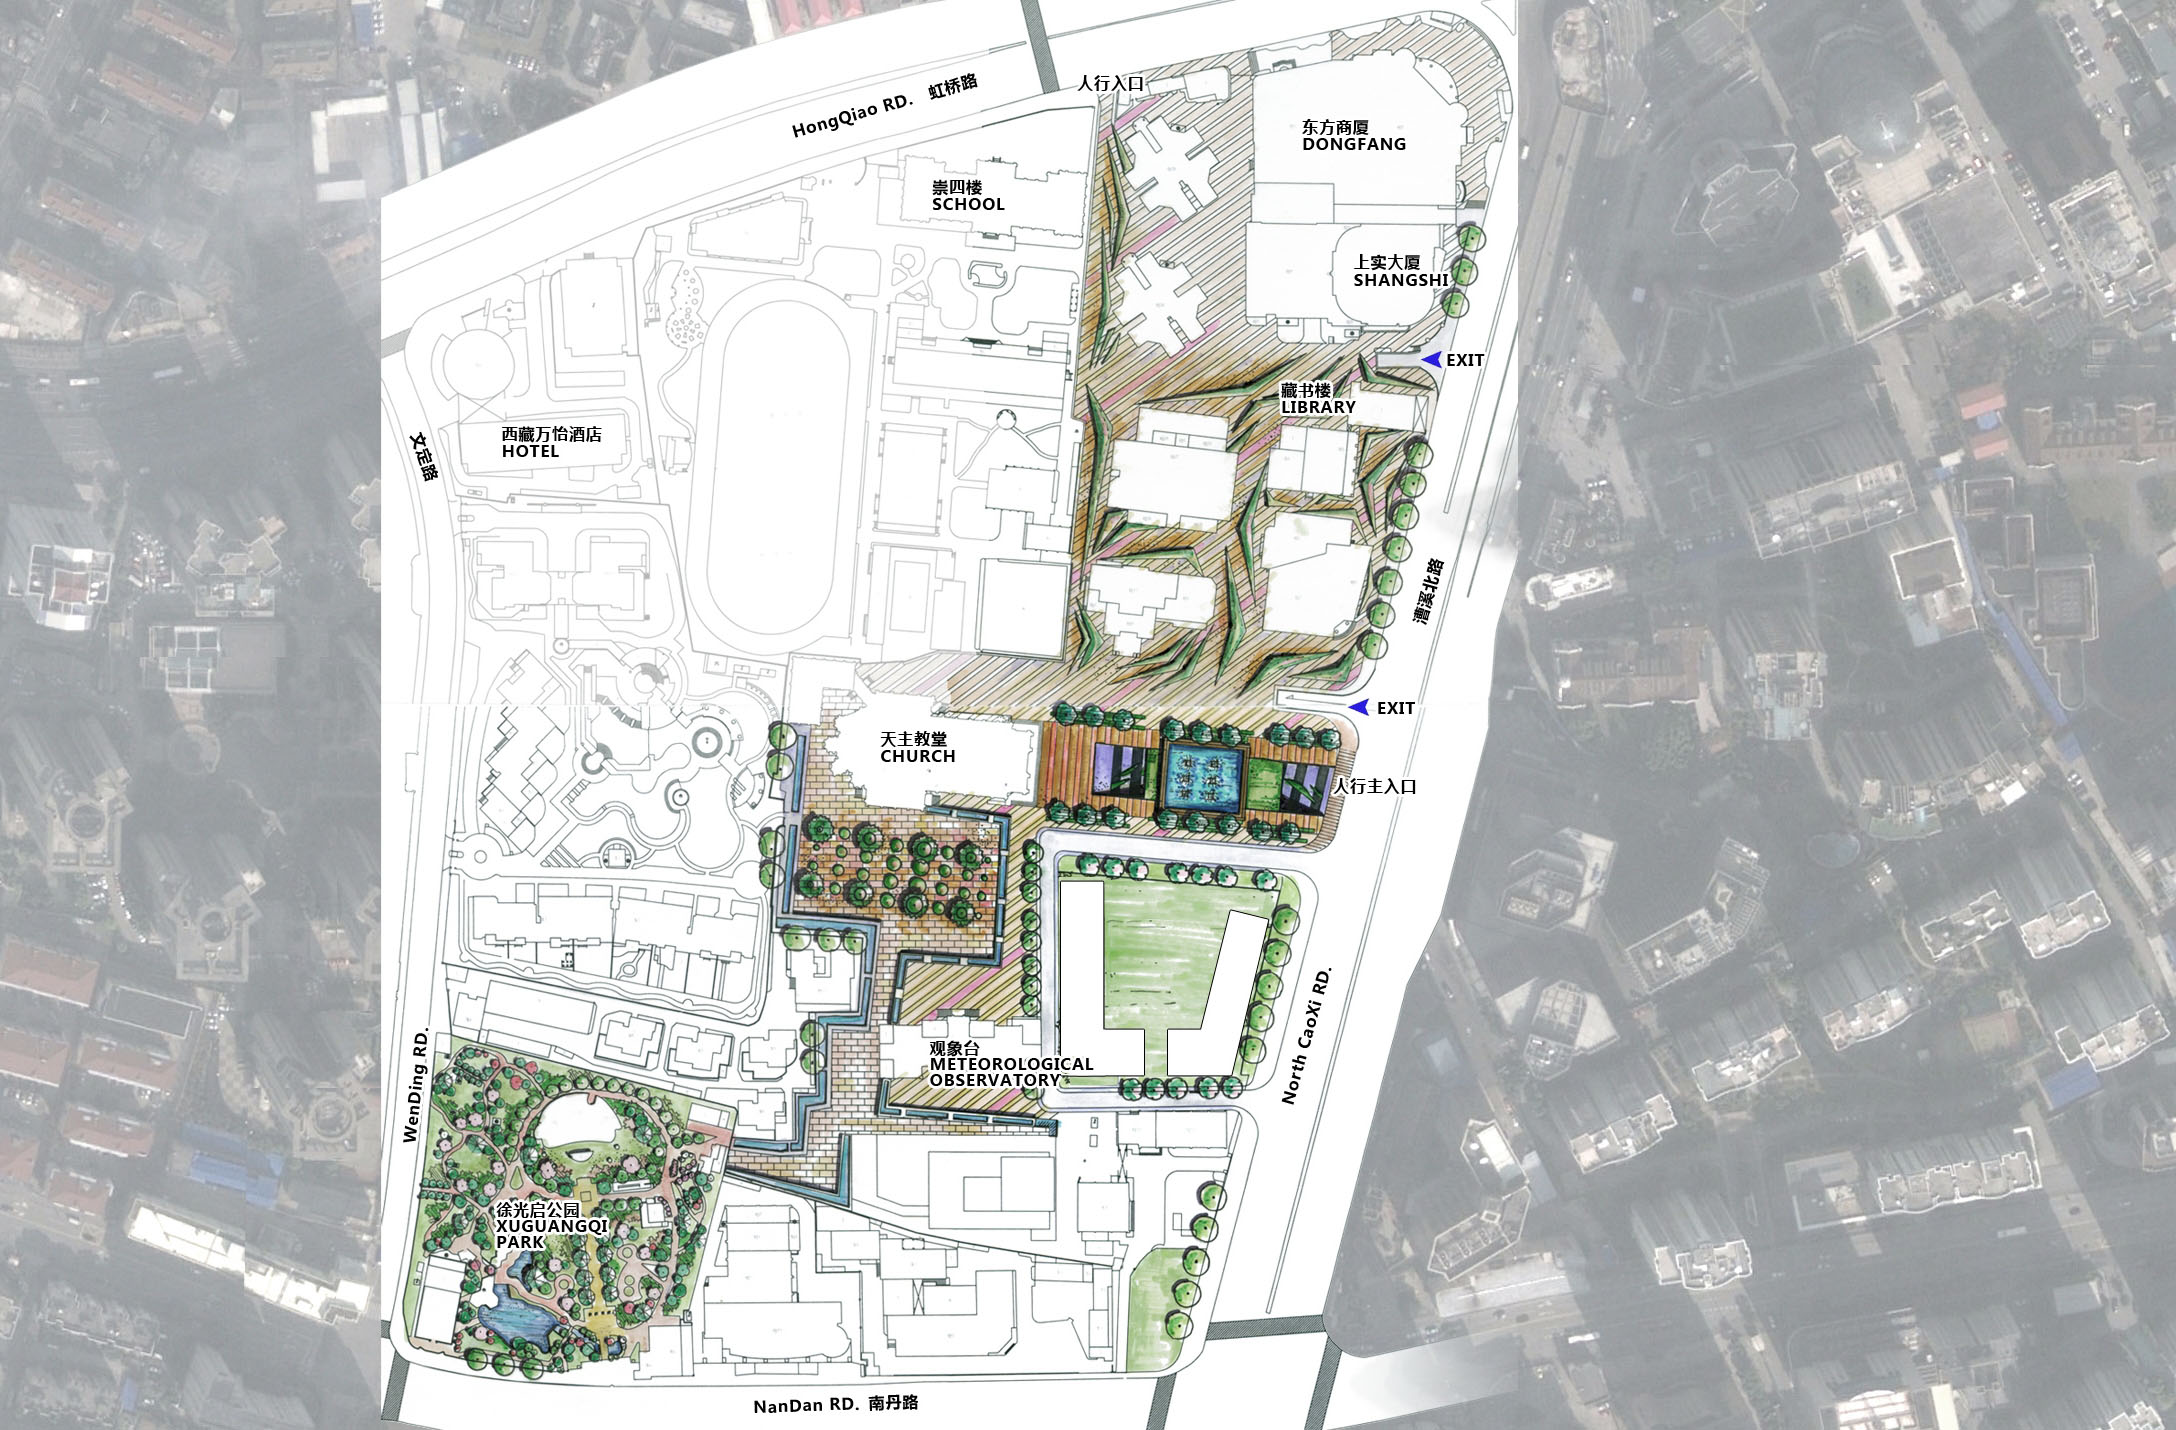 人行入口
HongQiao RD. 虹桥路
东方商厦
DONGFANG
崇四楼
SCHOOL
上实大厦
SHANGSHI
EXIT
藏书楼
LIBRARY
西藏万怡酒店
HOTEL
文定路
漕溪北路
EXIT
天主教堂
CHURCH
人行主入口
North CaoXi RD.
WenDing RD.
观象台
METEOROLOGICAL
OBSERVATORY
徐光启公园
XUGUANGQI
PARK
NanDan RD. 南丹路